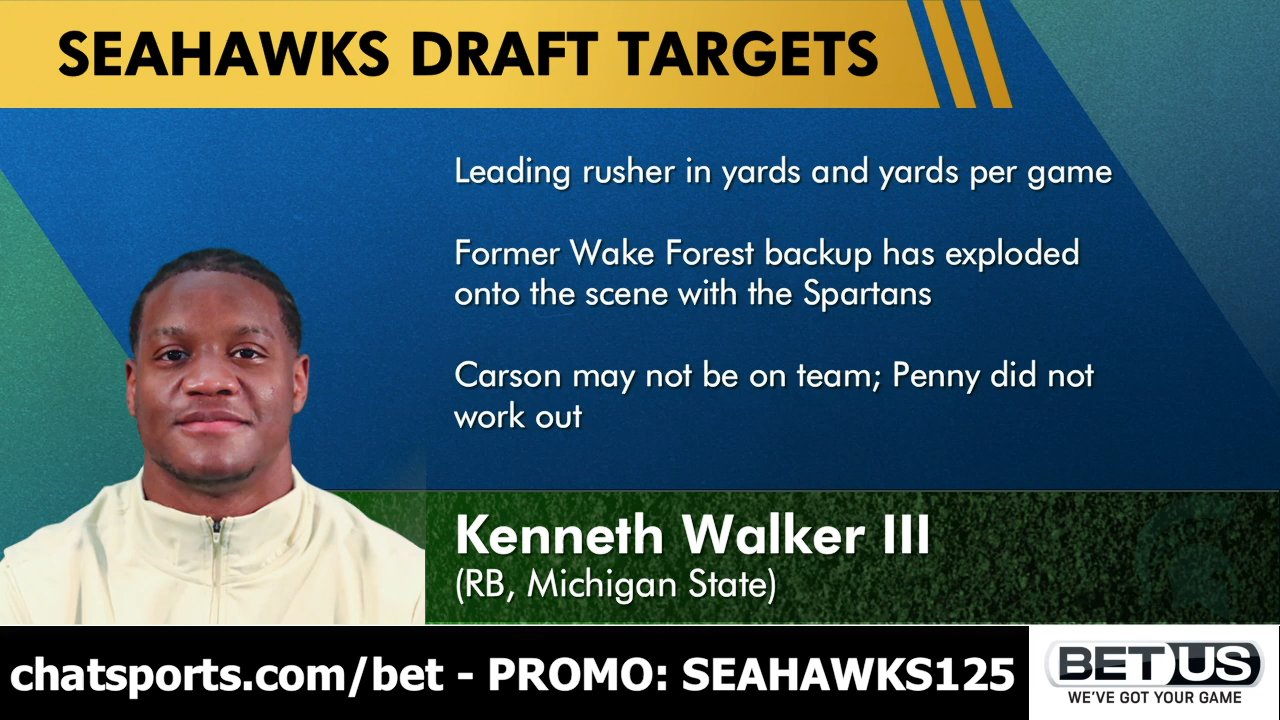 SEAHAWKS DRAFT TARGETS
Leading rusher in yards and yards per game
Former Wake Forest backup has exploded
onto the scene with the Spartans
Carson may not be on team; Penny did not
work out
Kenneth Walker III
(RB, Michigan State)
chatsports.com/bet - PROMO: SEAHAWKS125
BETUS
WE'VE GOT YOUR GAME